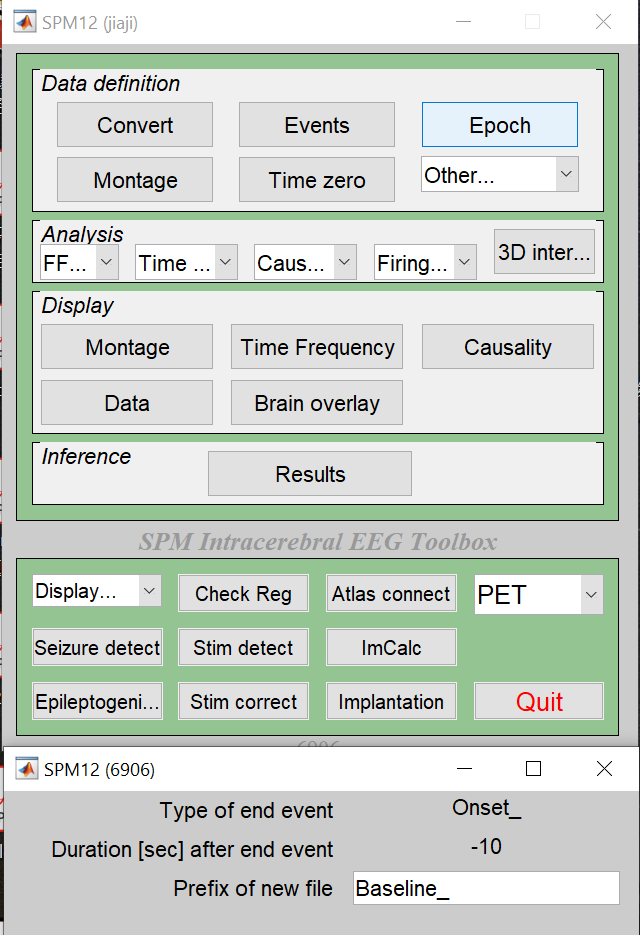 SPM12 (jiaji)
Data definition
Convert
Events
Epoch
Montage
Time zero
Other...
Analysis
FF...
Time ...
Caus...
Firing...
3D inter...
Display
Montage
Time Frequency
Causality
Data
Brain overlay
Inference
Results
SPM Intracerebral EEG Toolbox
Display...
Check Reg
Atlas connect
PET
Seizure detect
Stim detect
ImCalc
Epileptogeni...
Stim correct
Implantation
Quit
6906
SPM12 (6906)
Type of end event
Onset_
Duration [sec] after end event
-10
Prefix of new file
Baseline_